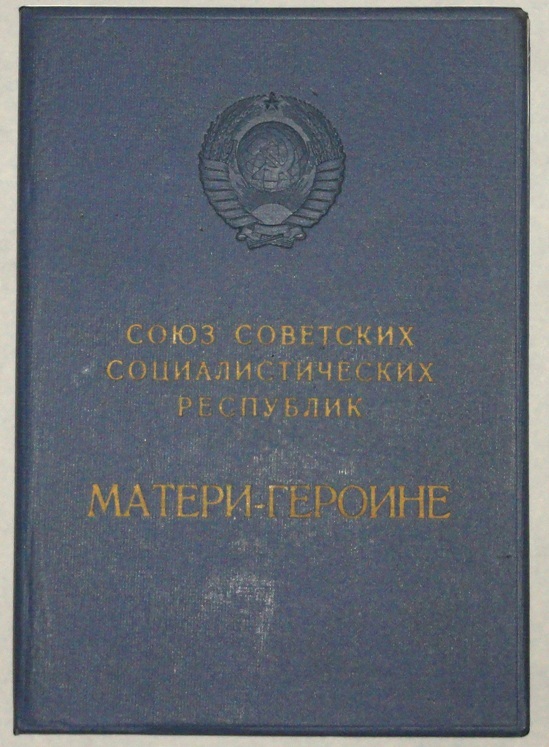 СОЮЗ СОВЕТСКИХ
СОЦИАЛИСТИЧЕСКИХ
РЕСПУБЛИК
МАТЕРИ-ГЕРОИНЕ